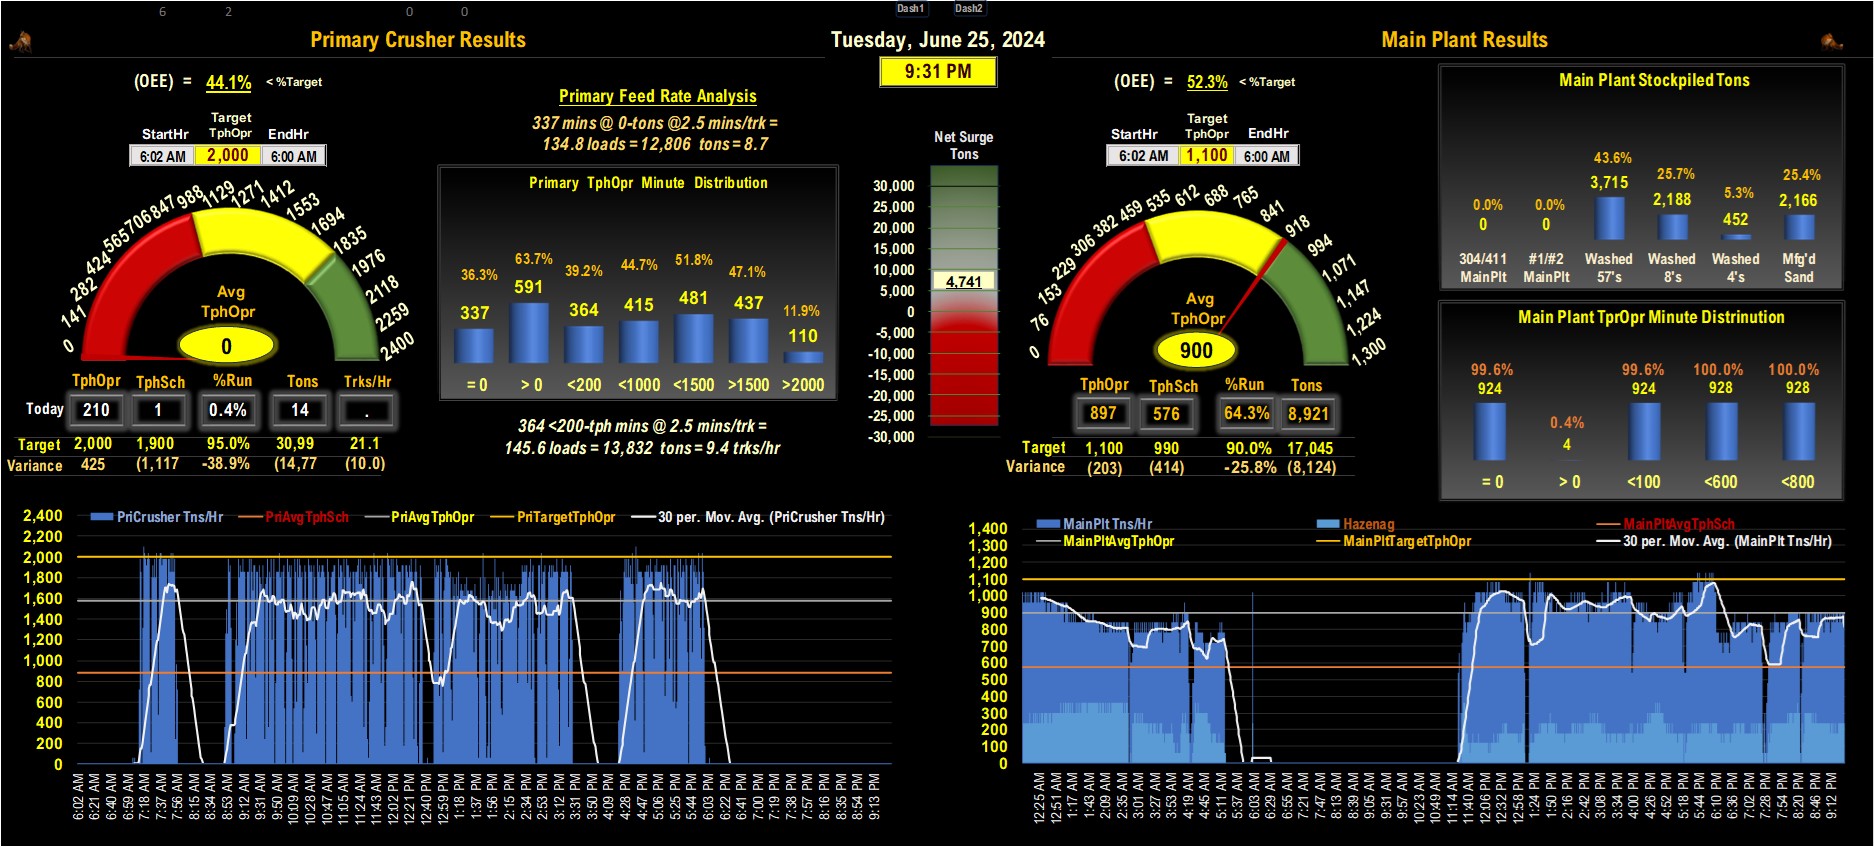 6 2 0 0 Dash1 Dash2
Primary Crusher Results
Tuesday, June 25, 2024
Main Plant Results
9:31 PM
(OEE) = 44.1% < %Target
Target
StartHr TphOpr EndHr
6:02 AM 2,000 6:00 AM
0 141 282 424 565 706 847 988 1129 1271 1412 1553 1694 1835 1976 2118 2259 2400
Avg
TphOpr
0
TphOpr TphSch %Run Tons Trks/Hr
Today 210 1 0.4% 14 .
Target 2,000 1,900 95.0% 30,99 21.1
Variance 425 (1,117 -38.9% (14,77 (10.0)
Primary Feed Rate Analysis
337 mins @ 0-tons @2.5 mins/trk =
134.8 loads = 12,806 tons = 8.7
Primary TphOpr Minute Distribution
36.3% 63.7% 39.2% 44.7% 51.8% 47.1% 11.9%
337 591 364 415 481 437 110
= 0 > 0 <200 <1000 <1500 >1500 >2000
364 <200-tph mins @ 2.5 mins/trk =
145.6 loads = 13,832 tons = 9.4 trks/hr
Net Surge
Tons
30,000
25,000
20,000
15,000
10,000
4,741
5,000
0
-5,000
-10,000
-15,000
-20,000
-25,000
-30,000
(OEE) = 52.3% < %Target
Target
StartHr TphOpr EndHr
6:02 AM 1,100 6:00 AM
0 76 153 229 306 382 459 535 612 688 765 841 918 994 1,071 1,147 1,224 1,300
Avg
TphOpr
900
TphOpr TphSch %Run Tons
897 576 64.3% 8,921
Target 1,100 990 90.0% 17,045
Variance (203) (414) -25.8% (8,124)
Main Plant Stockpiled Tons
0.0% 0.0% 43.6% 25.7% 5.3% 25.4%
0 0 3,715 2,188 452 2,166
304/411 #1/#2 Washed Washed Washed Mfg'd
MainPlt MainPlt 57's 8's 4's Sand
Main Plant TprOpr Minute Distrinution
99.6% 0.4% 99.6% 100.0% 100.0%
924 4 924 928 928
= 0 > 0 <100 <600 <800
PriCrusher Tns/Hr PriAvgTphSch PriAvgTphOpr PriTargetTphOpr 30 per. Mov. Avg. (PriCrusher Tns/Hr)
2,400
2,200
2,000
1,800
1,600
1,400
1,200
1,000
800
600
400
200
0
6:02 AM 6:21 AM 6:40 AM 6:59 AM 7:18 AM 7:37 AM 7:56 AM 8:15 AM 8:34 AM 8:53 AM 9:12 AM 9:31 AM 9:50 AM 10:09 AM 10:28 AM 10:47 AM 11:05 AM 11:24 AM 11:43 AM 12:02 PM 12:21 PM 12:40 PM 12:59 PM 1:18 PM 1:37 PM 1:56 PM 2:15 PM 2:34 PM 2:53 PM 3:12 PM 3:31 PM 3:50 PM 4:09 PM 4:28 PM 4:47 PM 5:06 PM 5:25 PM 5:44 PM 6:03 PM 6:22 PM 6:41 PM 7:00 PM 7:19 PM 7:38 PM 7:57 PM 8:16 PM 8:35 PM 8:54 PM 9:13 PM
MainPlt Tns/Hr Hazenag MainPltAvgTphSch
MainPltAvgTphOpr MainPltTargetTphOpr 30 per. Mov. Avg. (MainPlt Tns/Hr)
1,400
1,300
1,200
1,100
1,000
900
800
700
600
500
400
300
200
100
0
12:25 AM 12:51 AM 1:17 AM 1:43 AM 2:09 AM 2:35 AM 3:01 AM 3:27 AM 3:53 AM 4:19 AM 4:45 AM 5:11 AM 5:37 AM 6:03 AM 6:29 AM 6:55 AM 7:21 AM 7:47 AM 8:13 AM 8:39 AM 9:05 AM 9:31 AM 9:57 AM 10:23 AM 10:49 AM 11:14 AM 11:40 AM 12:06 PM 12:32 PM 12:58 PM 1:24 PM 1:50 PM 2:16 PM 2:42 PM 3:08 PM 3:34 PM 4:00 PM 4:26 PM 4:52 PM 5:18 PM 5:44 PM 6:10 PM 6:36 PM 7:02 PM 7:28 PM 7:54 PM 8:20 PM 8:46 PM 9:12 PM